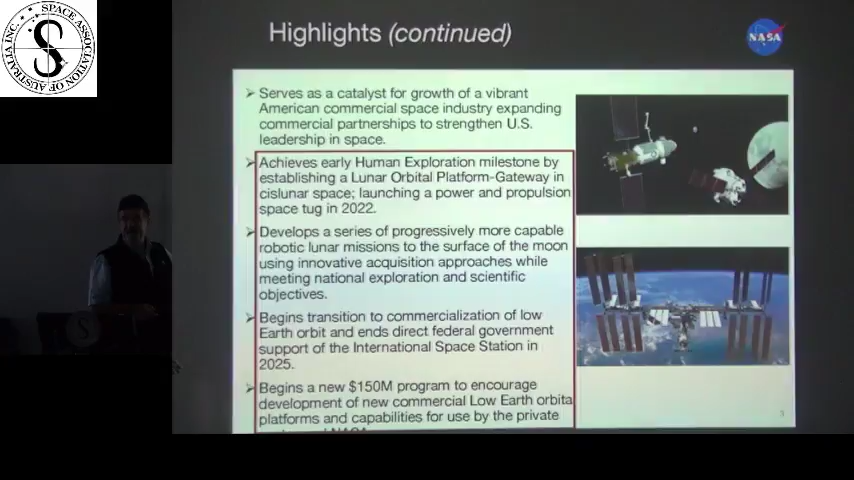 SPACE ASSOCIATION OF AUSTRALIA INC.
S
Highlights (continued)
NASA
Serves as a catalyst for growth of a vibrant
American commercial space industry expanding
commercial partnerships to strengthen U.S.
leadership in space.
Achieves early Human Exploration milestone by
establishing a Lunar Orbital Platform-Gateway in
cislunar space; launching a power and propulsion
space tug in 2022.
Develops a series of progressively more capable
robotic lunar missions to the surface of the moon
using innovative acquisition approaches while
meeting national exploration and scientific
objectives.
Begins transition to commercialization of low
Earth orbit and ends direct federal government
support of the International Space Station in
2025.
Begins a new $150M program to encourage
development of new commercial Low Earth orbita
platforms and capabilities for use by the private
3